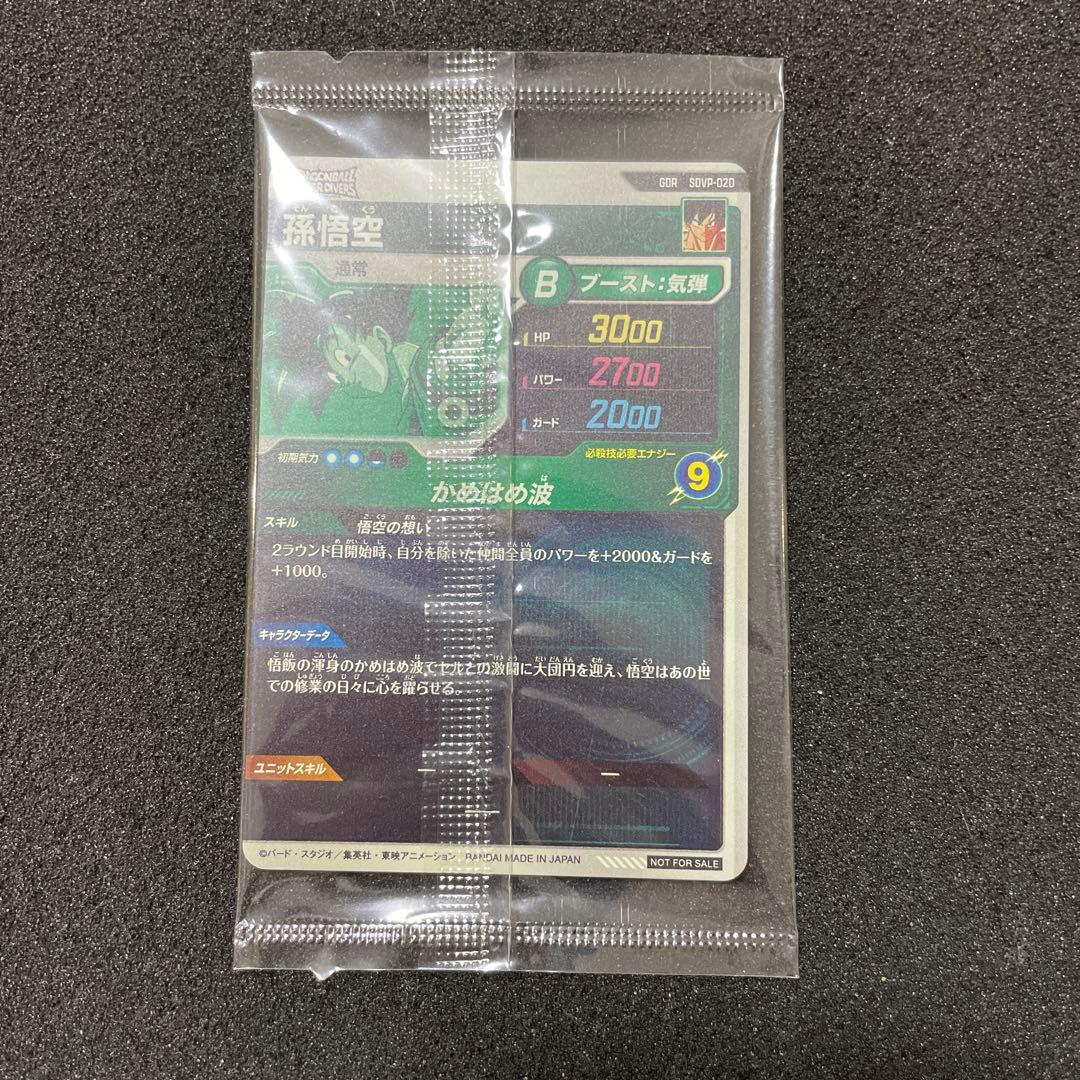 GDR SDVP-020
孫悟空
通常
B ブースト：気弾
HP 3000
パワー 2700
ガード 2000
初期気力
必殺技必要エナジー
9
かめはめ波
スキル 悟空の想い
2ラウンド目開始時、自分を除いた仲間全員のパワーを+2000&ガードを
+1000。
キャラクターデータ
悟飯の渾身のかめはめ波でセルとの激闘に大団円を迎え、悟空はあの世
での修業の日々に心を躍らせる。
ユニットスキル
— —
©バード・スタジオ／集英社・東映アニメーション BANDAI MADE IN JAPAN
NOT FOR SALE